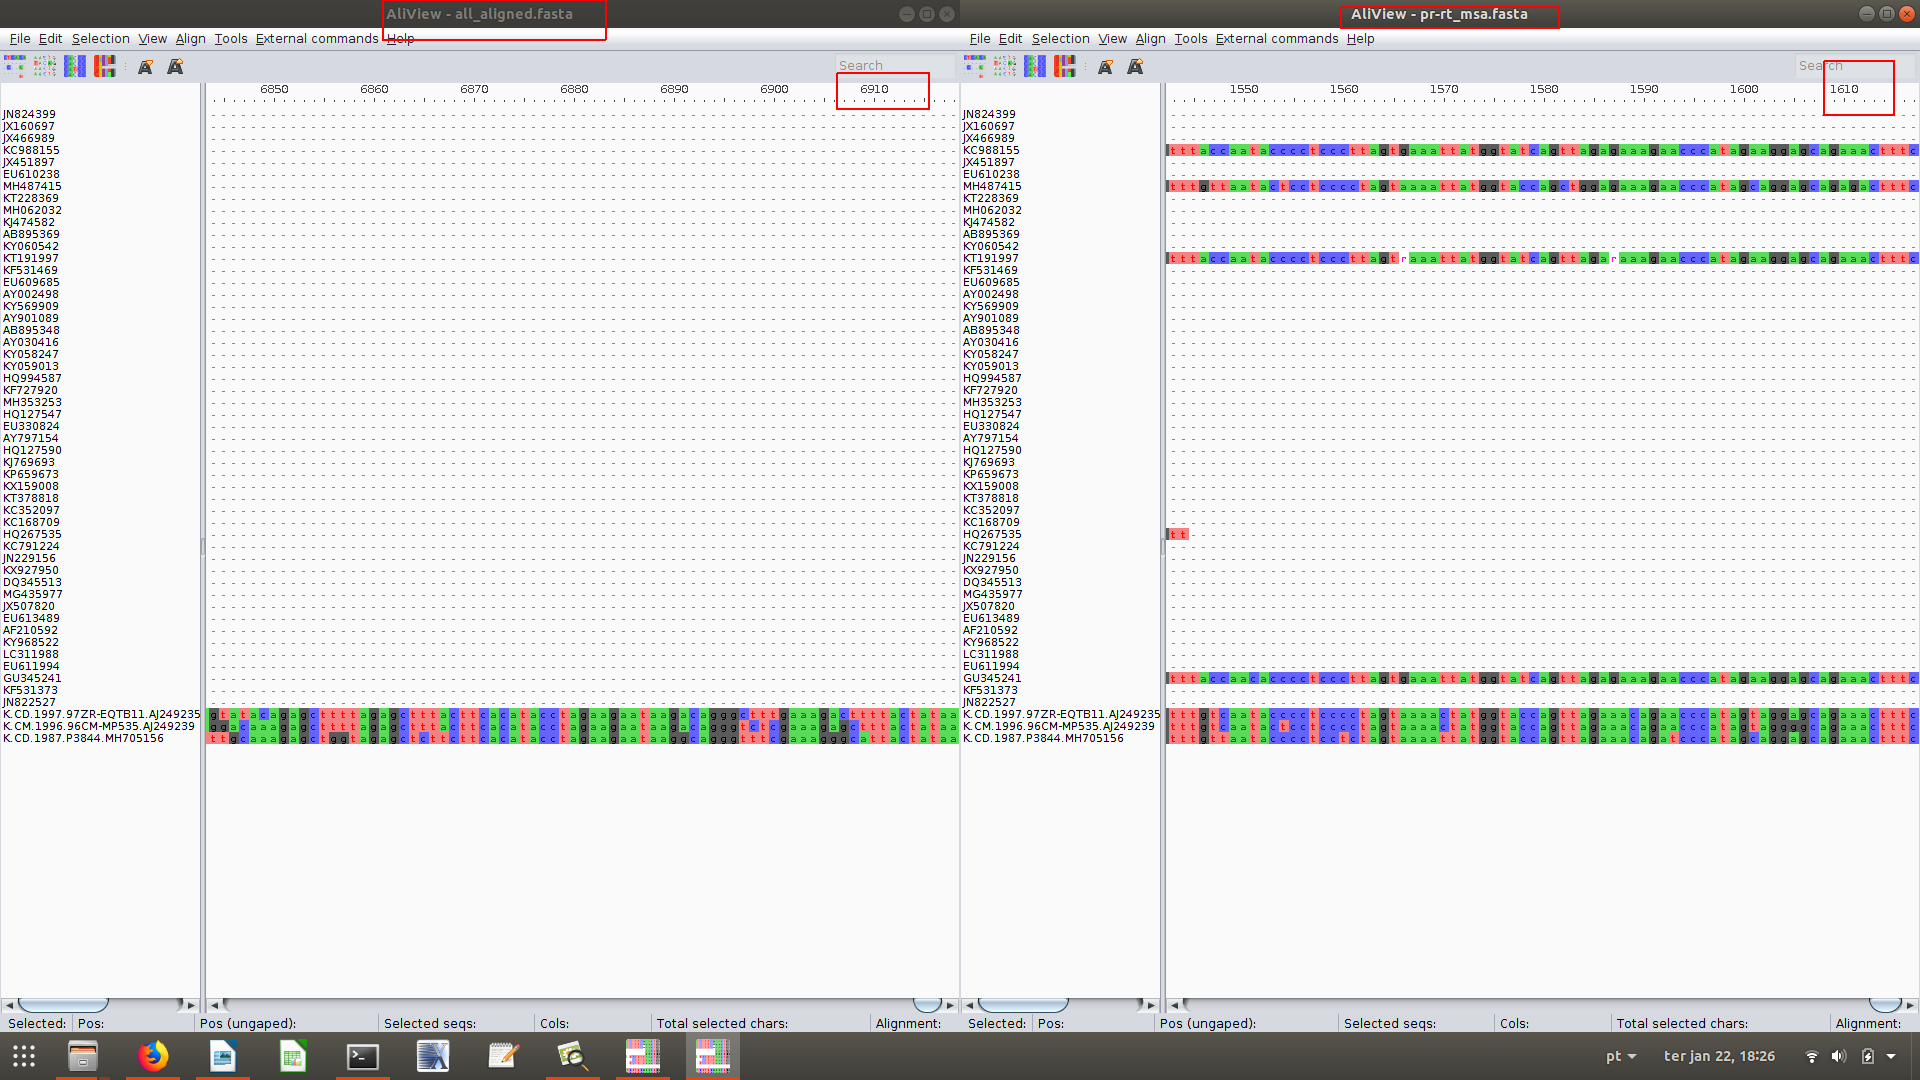 AliView - all_aligned.fasta
File Edit Selection View Align Tools External commands Help
Search
6850 6860 6870 6880 6890 6900 6910
JN824399
JX160697
JX466989
KC988155
JX451897
EU610238
MH487415
KT228369
MH062032
KJ474582
AB895369
KY060542
KT191997
KF531469
EU609685
AY002498
KY569909
AY901089
AB895348
AY030416
KY058247
KY059013
HQ994587
KF727920
MH353253
HQ127547
EU330824
AY797154
HQ127590
KJ769693
KP659673
KX159008
KT378818
KC352097
KC168709
HQ267535
KC791224
JN229156
KX927950
DQ345513
MG435977
JX507820
EU613489
AF210592
KY968522
LC311988
EU611994
GU345241
KF531373
JN822527
K.CD.1997.97ZR-EQTB11.AJ249235
K.CM.1996.96CM-MP535.AJ249239
K.CD.1987.P3844.MH705156
Selected: Pos: Pos (ungaped): Selected seqs: Cols: Total selected chars: Alignment:
AliView - pr-rt_msa.fasta
File Edit Selection View Align Tools External commands Help
Search
1550 1560 1570 1580 1590 1600 1610
JN824399
JX160697
JX466989
KC988155
JX451897
EU610238
MH487415
KT228369
MH062032
KJ474582
AB895369
KY060542
KT191997
KF531469
EU609685
AY002498
KY569909
AY901089
AB895348
AY030416
KY058247
KY059013
HQ994587
KF727920
MH353253
HQ127547
EU330824
AY797154
HQ127590
KJ769693
KP659673
KX159008
KT378818
KC352097
KC168709
HQ267535 tt
KC791224
JN229156
KX927950
DQ345513
MG435977
JX507820
EU613489
AF210592
KY968522
LC311988
EU611994
GU345241
KF531373
JN822527
K.CD.1997.97ZR-EQTB11.AJ249235
K.CM.1996.96CM-MP535.AJ249239
K.CD.1987.P3844.MH705156
Selected: Pos: Pos (ungaped): Selected seqs: Cols: Total selected chars: Alignment:
pt ter jan 22, 18:26